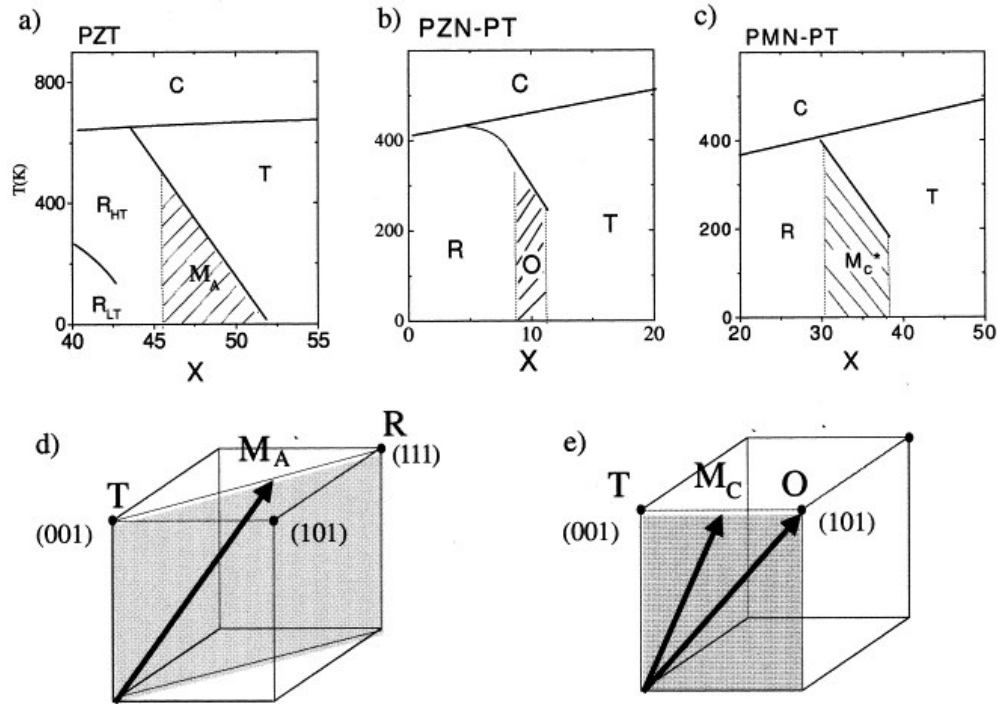 a)
PZT
800
400
0
T(K)
C
T
R_HT
R_LT
M_A
40 45 50 55
X
b)
PZN-PT
400
200
0
C
R
O
T
0 10 20
X
c)
PMN-PT
400
200
0
C
R
M_C*
T
20 30 40 50
X
d)
T
(001)
M_A
R
(111)
(101)
e)
T
(001)
M_C
O
(101)